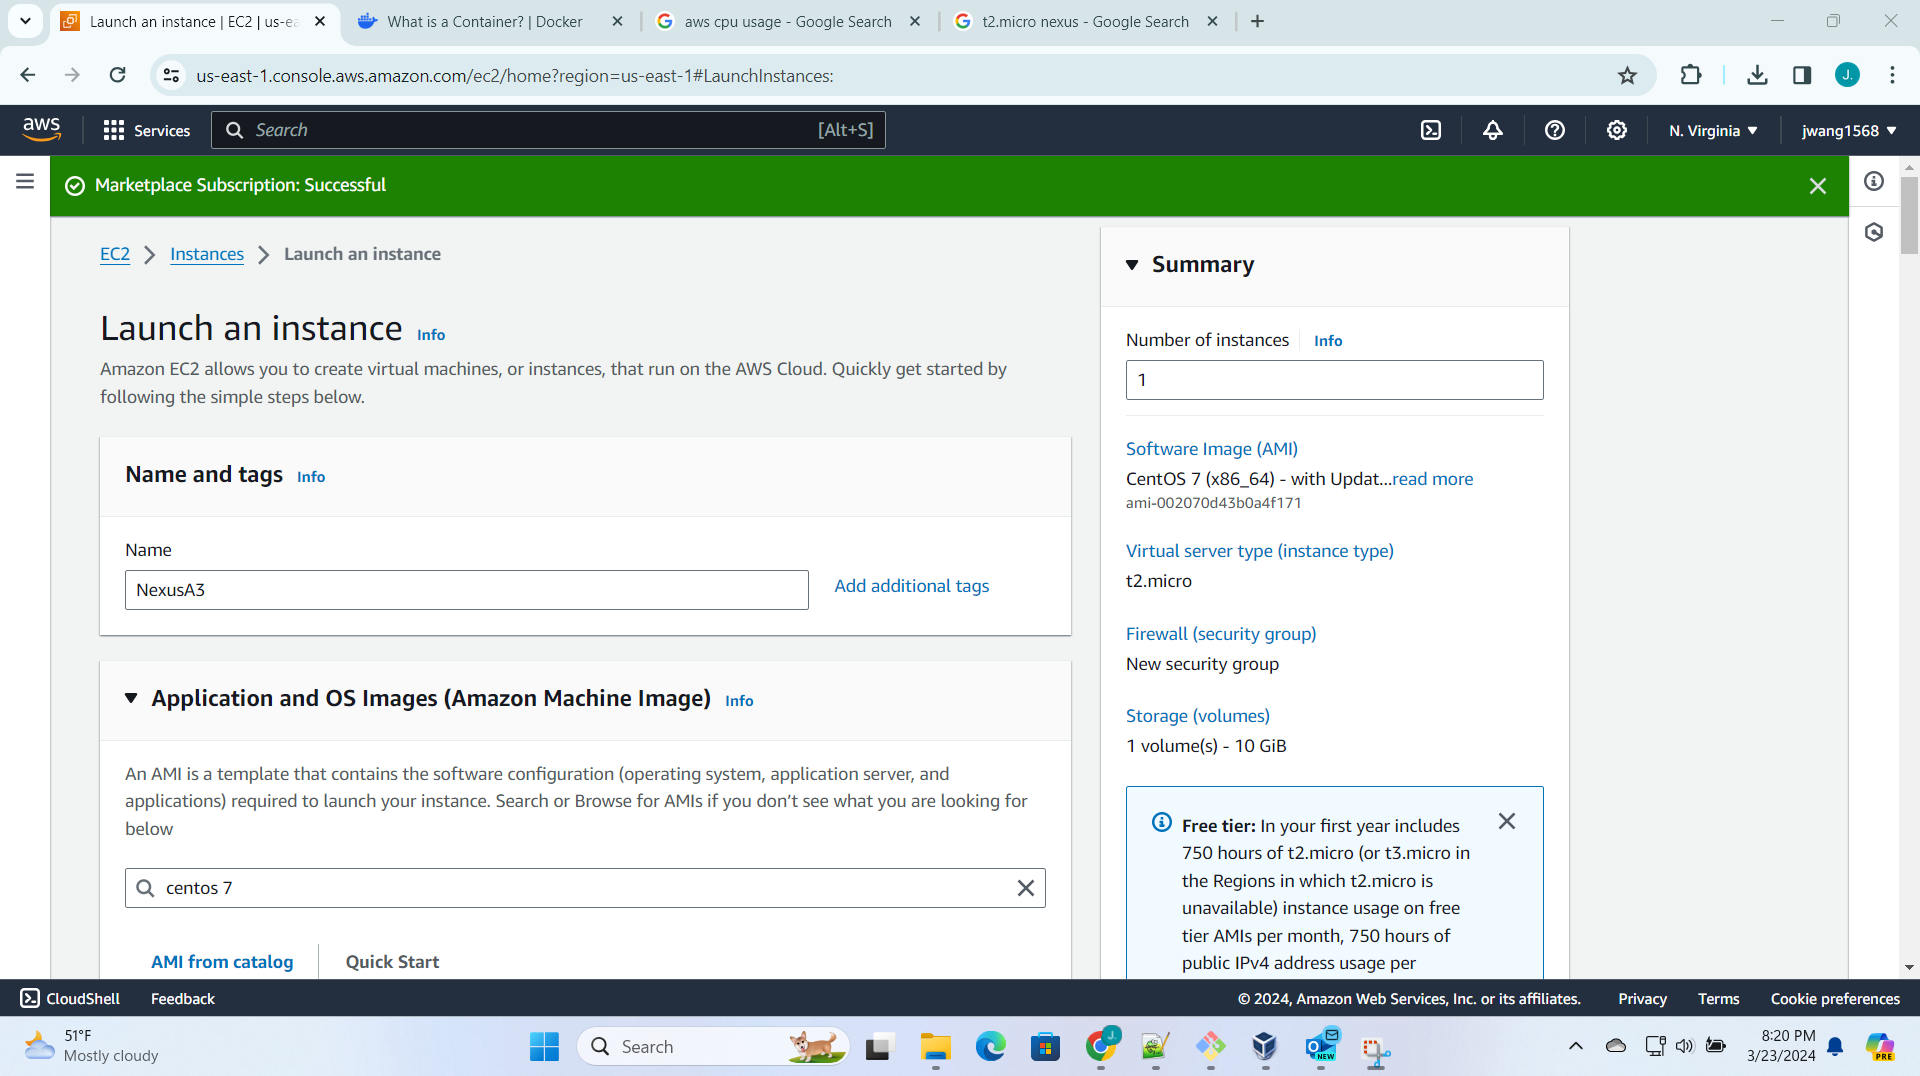 Launch an instance | EC2 | us-ea
What is a Container? | Docker
aws cpu usage - Google Search
t2.micro nexus - Google Search
us-east-1.console.aws.amazon.com/ec2/home?region=us-east-1#LaunchInstances:
J.
aws
Services
Search
[Alt+S]
N. Virginia
jwang1568
Marketplace Subscription: Successful
EC2
Instances
Launch an instance
Launch an instance Info
Amazon EC2 allows you to create virtual machines, or instances, that run on the AWS Cloud. Quickly get started by
following the simple steps below.
Name and tags Info
Name
NexusA3
Add additional tags
Application and OS Images (Amazon Machine Image) Info
An AMI is a template that contains the software configuration (operating system, application server, and
applications) required to launch your instance. Search or Browse for AMIs if you don’t see what you are looking for
below
centos 7
AMI from catalog
Quick Start
Summary
Number of instances Info
1
Software Image (AMI)
CentOS 7 (x86_64) - with Updat...read more
ami-002070d43b0a4f171
Virtual server type (instance type)
t2.micro
Firewall (security group)
New security group
Storage (volumes)
1 volume(s) - 10 GiB
Free tier: In your first year includes
750 hours of t2.micro (or t3.micro in
the Regions in which t2.micro is
unavailable) instance usage on free
tier AMIs per month, 750 hours of
public IPv4 address usage per
CloudShell
Feedback
© 2024, Amazon Web Services, Inc. or its affiliates.
Privacy
Terms
Cookie preferences
51°F
Mostly cloudy
Search
J.
NEW
8:20 PM
3/23/2024
PRE